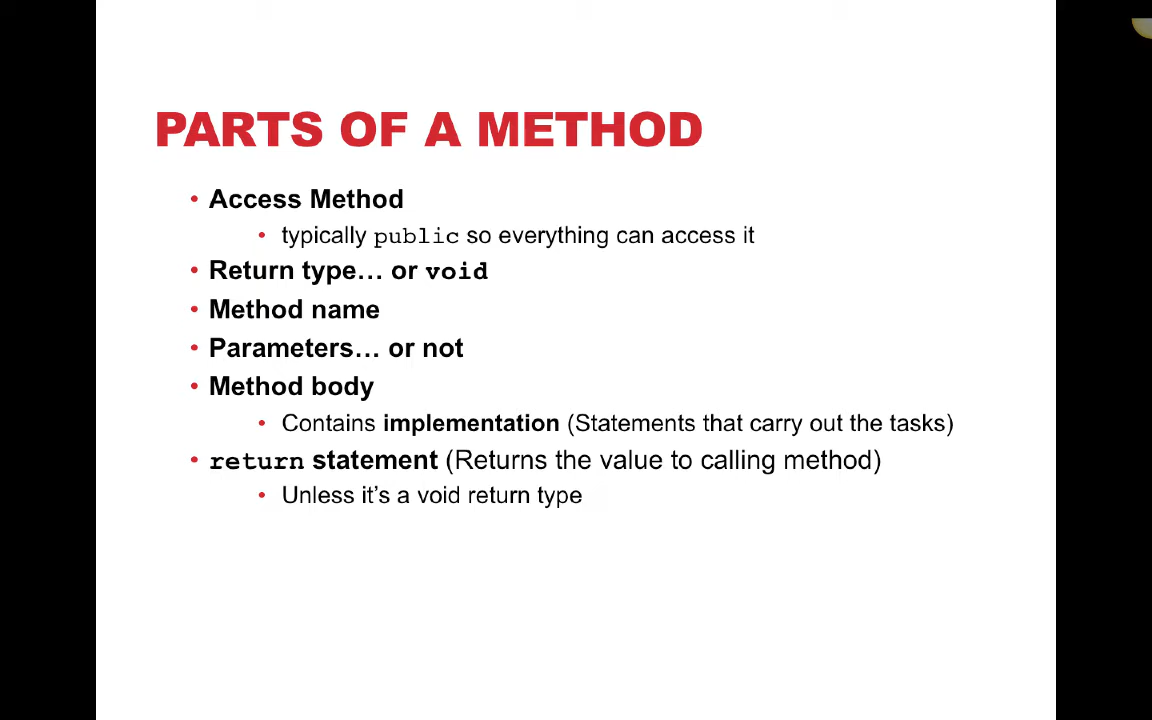 PARTS OF A METHOD
• Access Method
• typically public so everything can access it
• Return type… or void
• Method name
• Parameters… or not
• Method body
• Contains implementation (Statements that carry out the tasks)
• return statement (Returns the value to calling method)
• Unless it’s a void return type